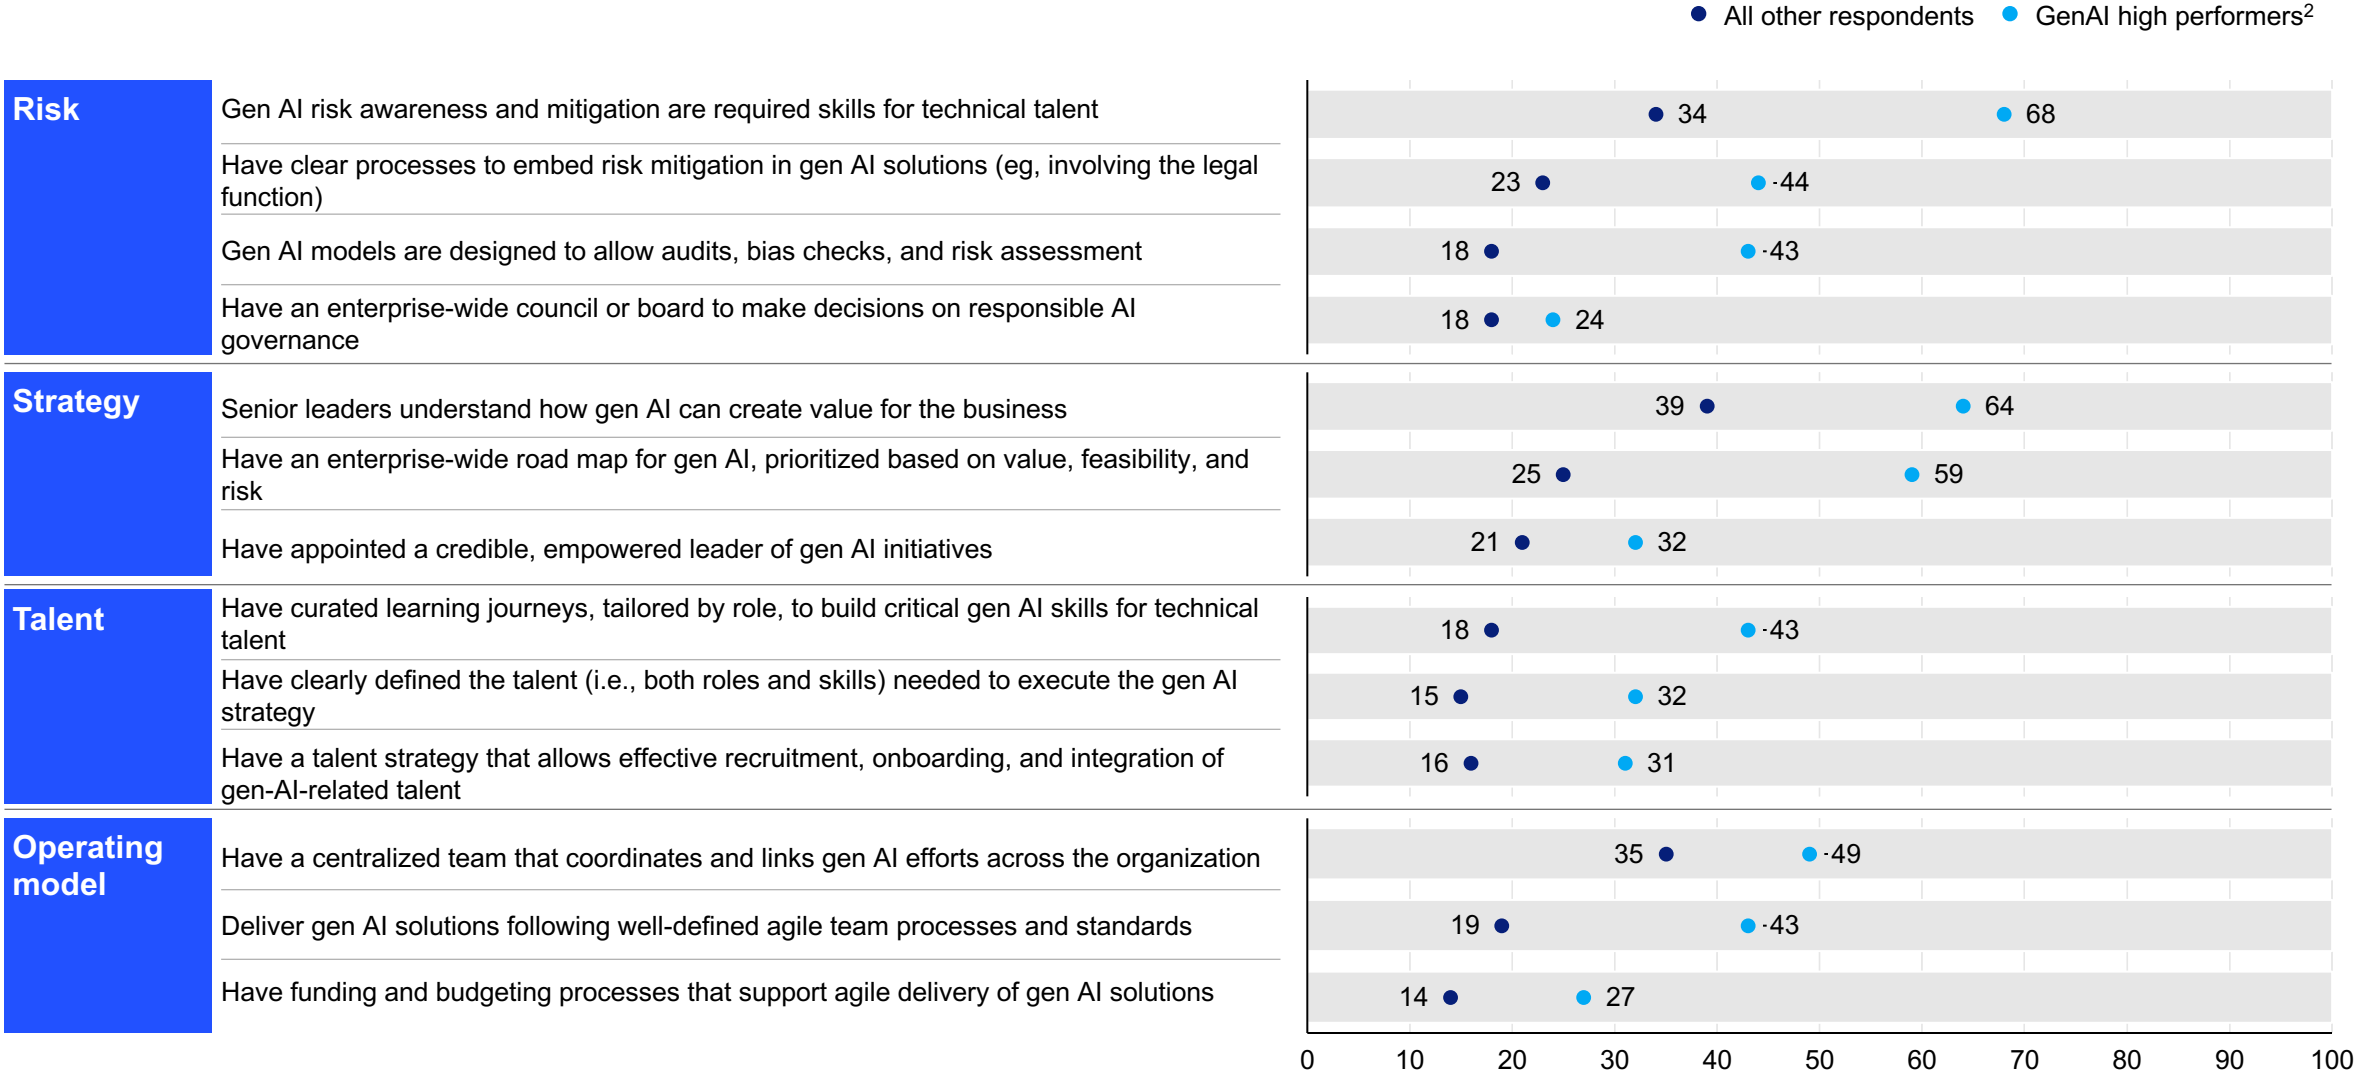 All other respondents GenAI high performers2
Risk
Gen AI risk awareness and mitigation are required skills for technical talent
34 68
Have clear processes to embed risk mitigation in gen AI solutions (eg, involving the legal
function)
23 44
Gen AI models are designed to allow audits, bias checks, and risk assessment
18 43
Have an enterprise-wide council or board to make decisions on responsible AI
governance
18 24
Strategy
Senior leaders understand how gen AI can create value for the business
39 64
Have an enterprise-wide road map for gen AI, prioritized based on value, feasibility, and
risk
25 59
Have appointed a credible, empowered leader of gen AI initiatives
21 32
Talent
Have curated learning journeys, tailored by role, to build critical gen AI skills for technical
talent
18 43
Have clearly defined the talent (i.e., both roles and skills) needed to execute the gen AI
strategy
15 32
Have a talent strategy that allows effective recruitment, onboarding, and integration of
gen-AI-related talent
16 31
Operating
model
Have a centralized team that coordinates and links gen AI efforts across the organization
35 49
Deliver gen AI solutions following well-defined agile team processes and standards
19 43
Have funding and budgeting processes that support agile delivery of gen AI solutions
14 27
0 10 20 30 40 50 60 70 80 90 100